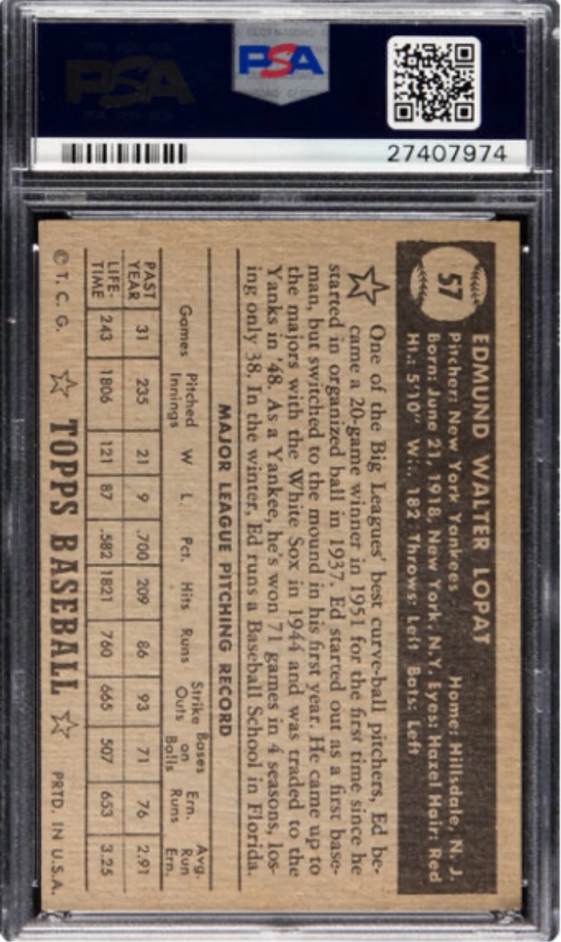 PSA
PSA
27407974
57
EDMUND WALTER LOPAT
Pitcher: New York Yankees Home: Hillsdale, N. J.
Born: June 21, 1918, New York, N.Y. Eyes: Hazel Hair: Red
Ht.: 5'10" Wt.: 182 Throws: Left Bats: Left
One of the Big Leagues' best curve-ball pitchers, Ed be-
came a 20-game winner in 1951 for the first time since he
started in organized ball in 1937. Ed started out as a first base-
man, but switched to the mound in his first year. He came up to
the majors with the White Sox in 1944 and was traded to the
Yanks in '48. As a Yankee, he's won 71 games in 4 seasons, los-
ing only 38. In the winter, Ed runs a Baseball School in Florida.
MAJOR LEAGUE PITCHING RECORD
Games Pitched Innings W L. Pct. Hits Runs Strike Outs Bases on Balls Ern. Runs Avg. Run Ern.
PAST YEAR 31 235 21 9 .700 209 86 93 71 76 2.91
LIFE-TIME 243 1806 121 87 .582 1821 760 665 507 653 3.25
© T. C. G. TOPPS BASEBALL PRTD. IN U.S.A.